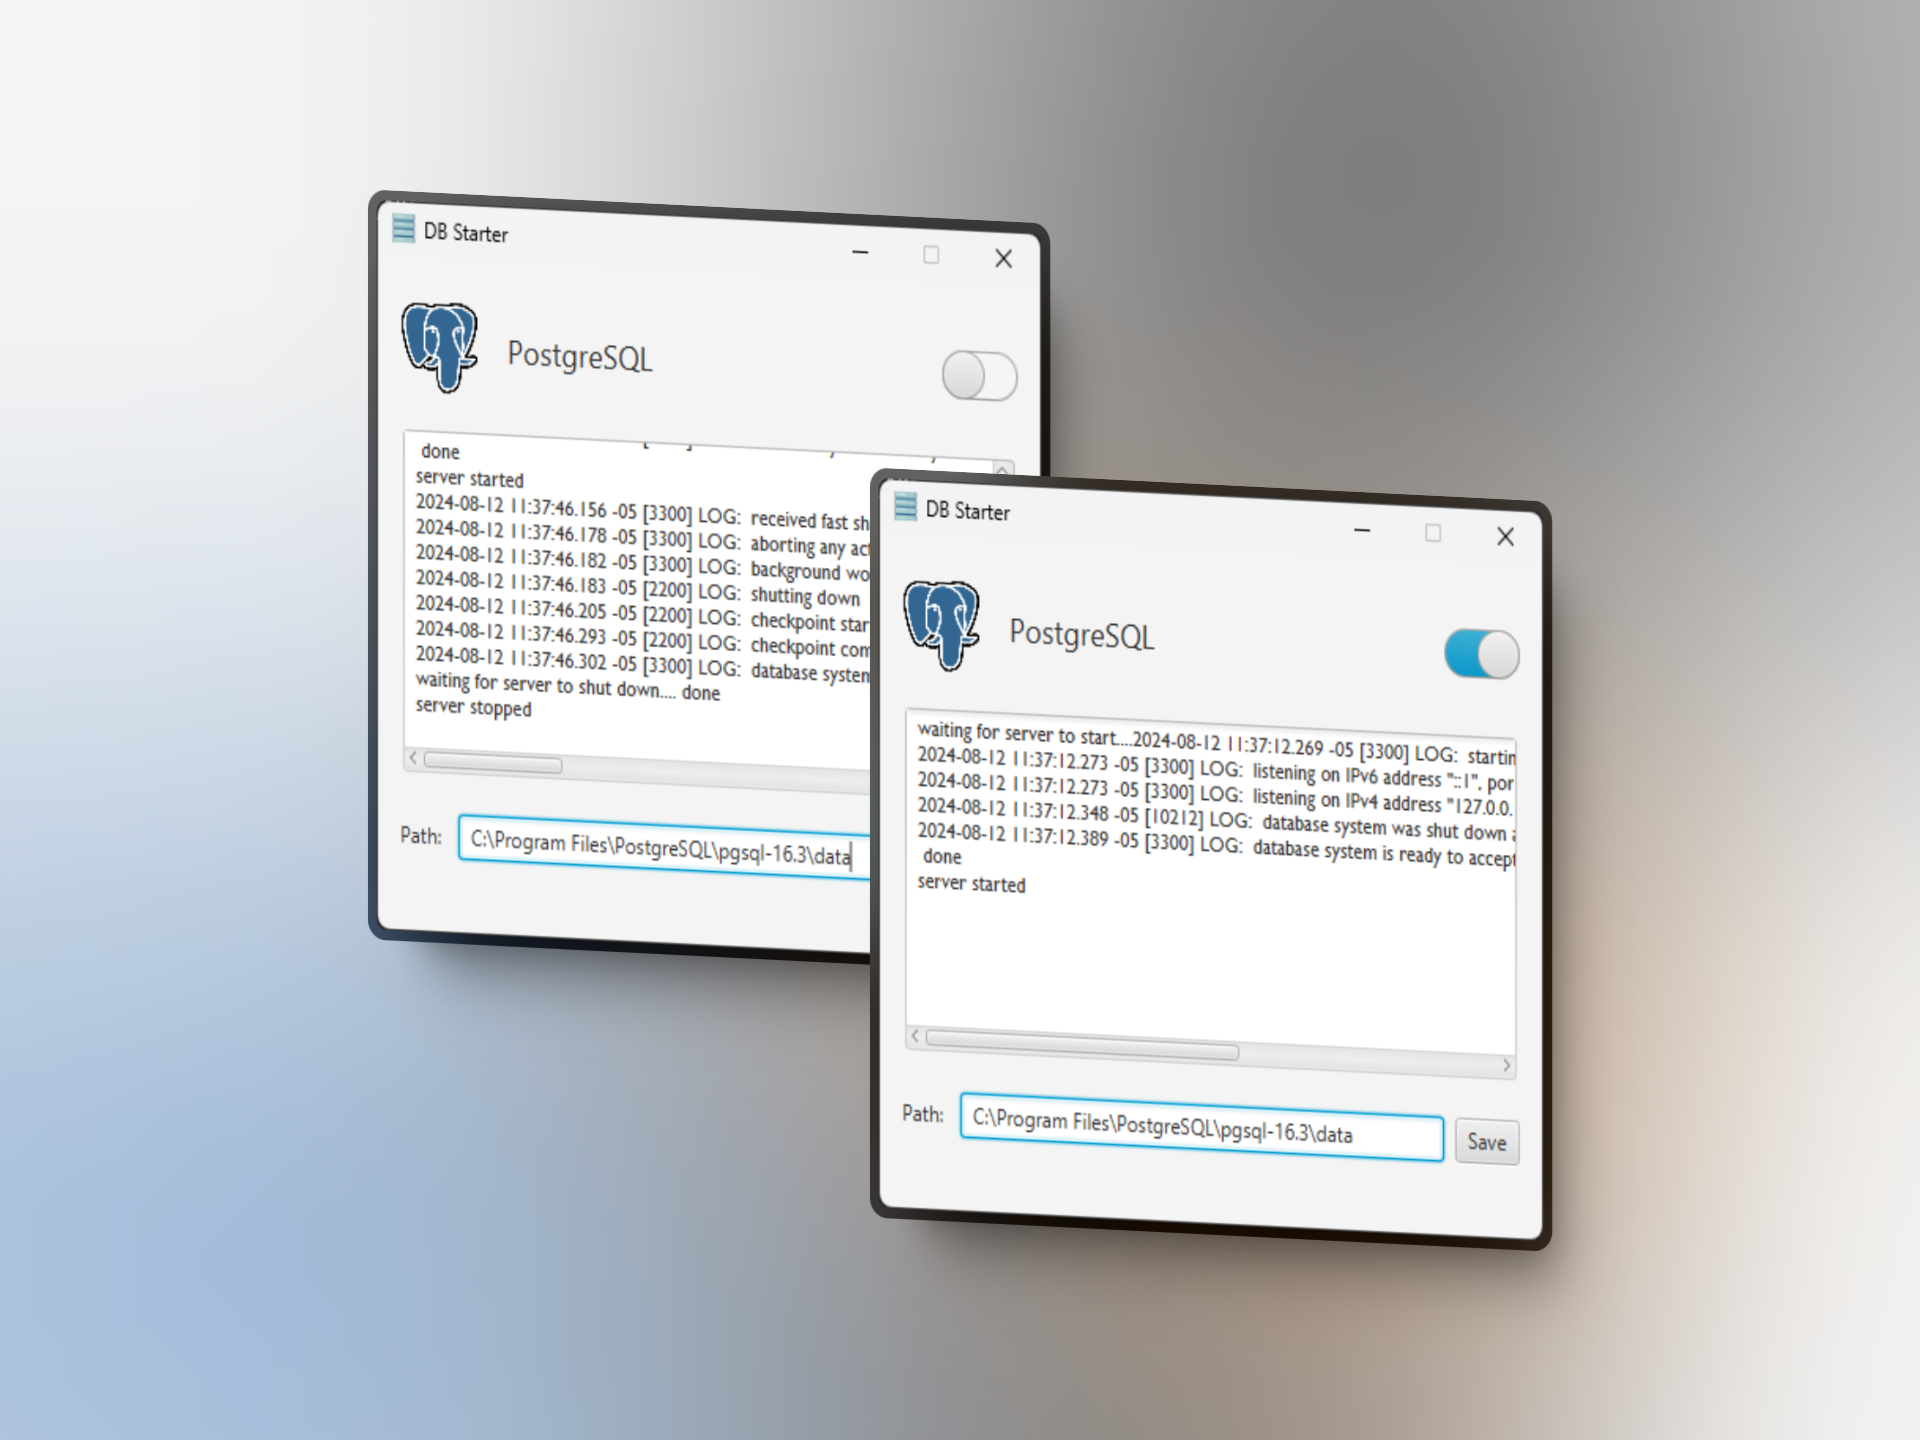 DB Starter
PostgreSQL
done
server started
2024-08-12 11:37:46.156 -05 [3300] LOG: received fast sh
2024-08-12 11:37:46.178 -05 [3300] LOG: aborting any act
2024-08-12 11:37:46.182 -05 [3300] LOG: background wo
2024-08-12 11:37:46.183 -05 [2200] LOG: shutting down
2024-08-12 11:37:46.205 -05 [2200] LOG: checkpoint star
2024-08-12 11:37:46.293 -05 [2200] LOG: checkpoint com
2024-08-12 11:37:46.302 -05 [3300] LOG: database system
waiting for server to shut down.... done
server stopped
Path: C:\Program Files\PostgreSQL\pgsql-16.3\data
DB Starter
PostgreSQL
waiting for server to start....2024-08-12 11:37:12.269 -05 [3300] LOG: startin
2024-08-12 11:37:12.273 -05 [3300] LOG: listening on IPv6 address "::1", por
2024-08-12 11:37:12.273 -05 [3300] LOG: listening on IPv4 address "127.0.0.
2024-08-12 11:37:12.348 -05 [10212] LOG: database system was shut down a
2024-08-12 11:37:12.389 -05 [3300] LOG: database system is ready to accept
done
server started
Path: C:\Program Files\PostgreSQL\pgsql-16.3\data Save